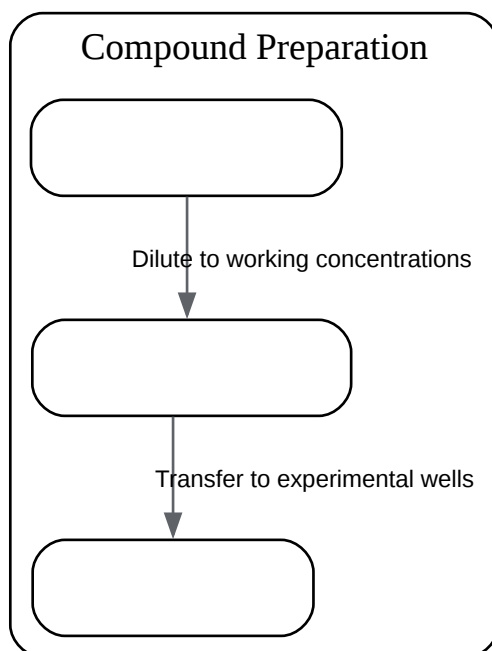 Compound Preparation
Dilute to working concentrations
Transfer to experimental wells